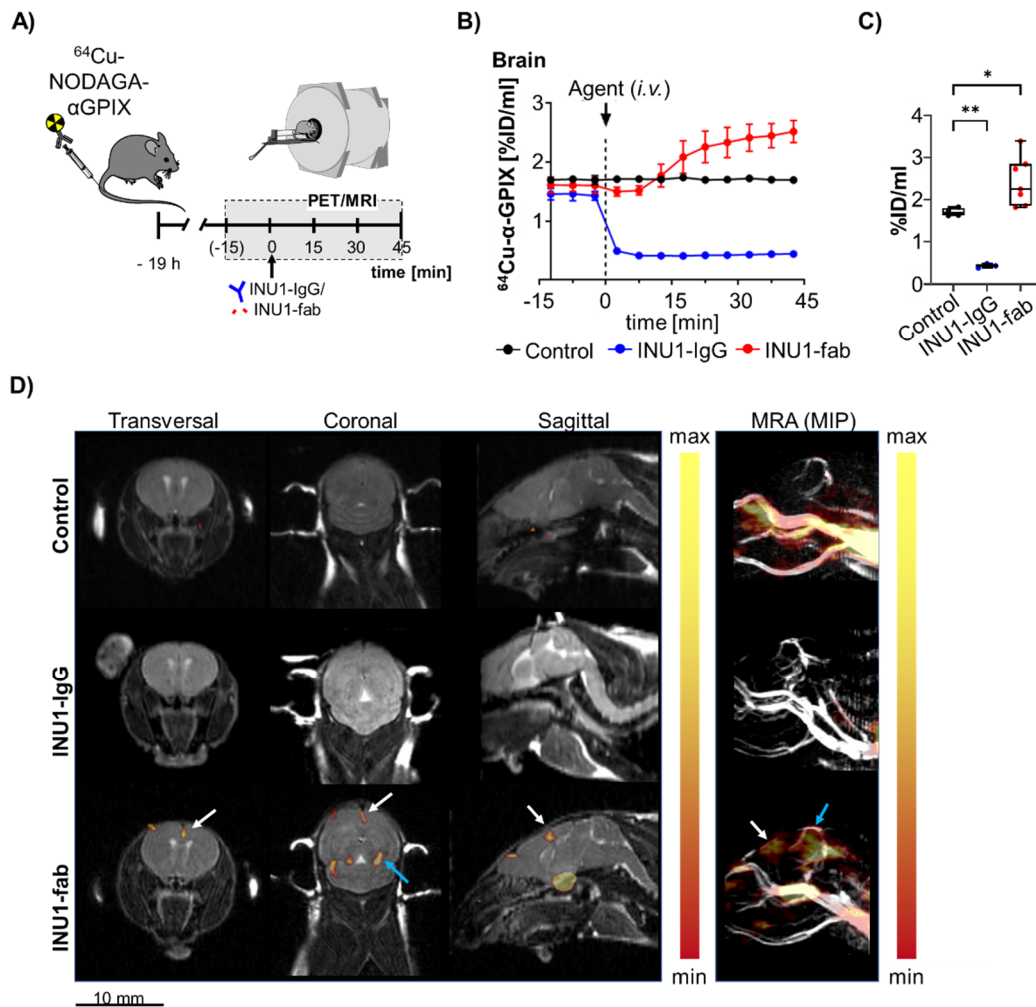 A)
64Cu-
NODAGA-
αGPIX
PET/MRI
(-15) 0 15 30 45
- 19 h
time [min]
INU1-IgG/
INU1-fab
B)
Brain
Agent (i.v.)
64Cu-α-GPIX [%ID/ml]
3
2
1
-15 0 15 30 45
time [min]
Control INU1-IgG INU1-fab
C)
*
**
%ID/ml
4
3
2
1
0
Control
INU1-IgG
INU1-fab
D)
Transversal Coronal Sagittal MRA (MIP)
max max
Control
INU1-IgG
INU1-fab
min min
10 mm